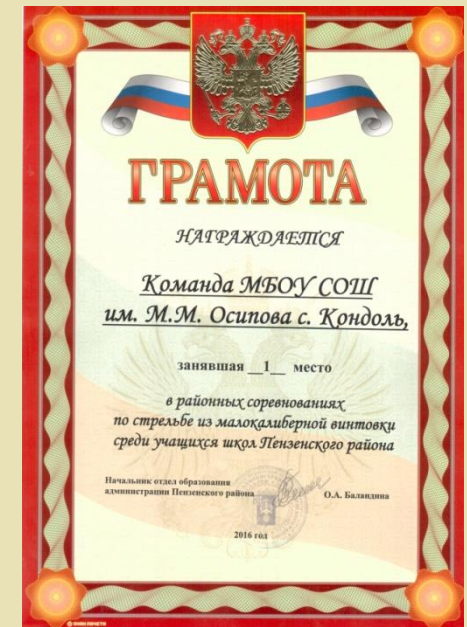 ГРАМОТА
НАГРАЖДАЕТСЯ
Команда МБОУ СОШ
им. М.М. Осипова с. Кондоль,
занявшая __1__ место
в районных соревнованиях
по стрельбе из малокалиберной винтовки
среди учащихся школ Пензенского района
Начальник отдел образования
администрации Пензенского района
О.А. Баландина
2016 год